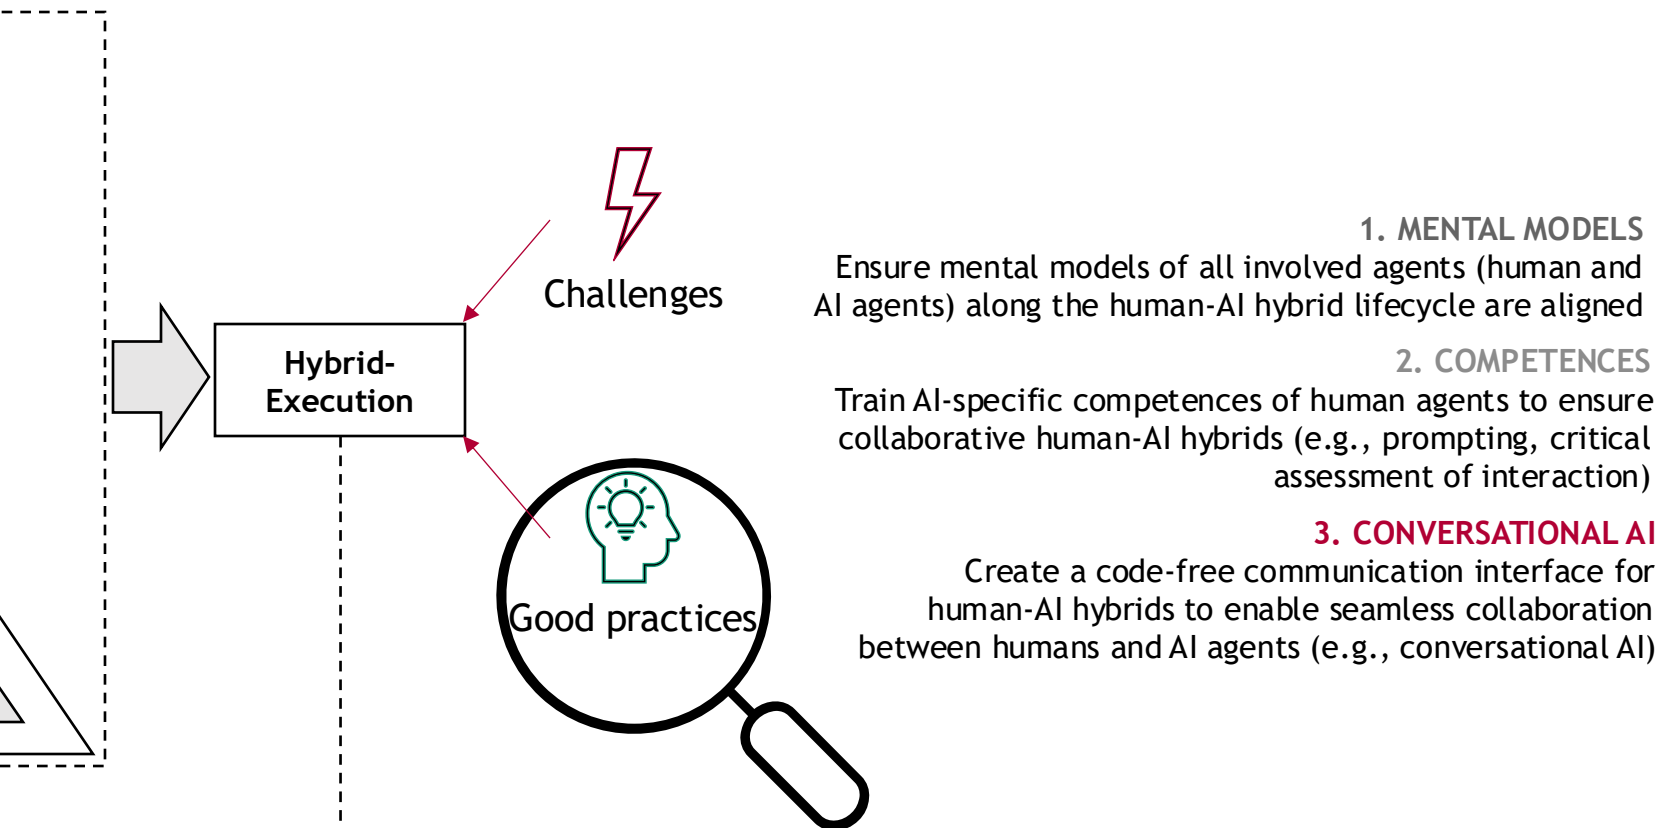 Challenges
Hybrid-
Execution
Good practices
1. MENTAL MODELS
Ensure mental models of all involved agents (human and
AI agents) along the human-AI hybrid lifecycle are aligned
2. COMPETENCES
Train AI-specific competences of human agents to ensure
collaborative human-AI hybrids (e.g., prompting, critical
assessment of interaction)
3. CONVERSATIONAL AI
Create a code-free communication interface for
human-AI hybrids to enable seamless collaboration
between humans and AI agents (e.g., conversational AI)